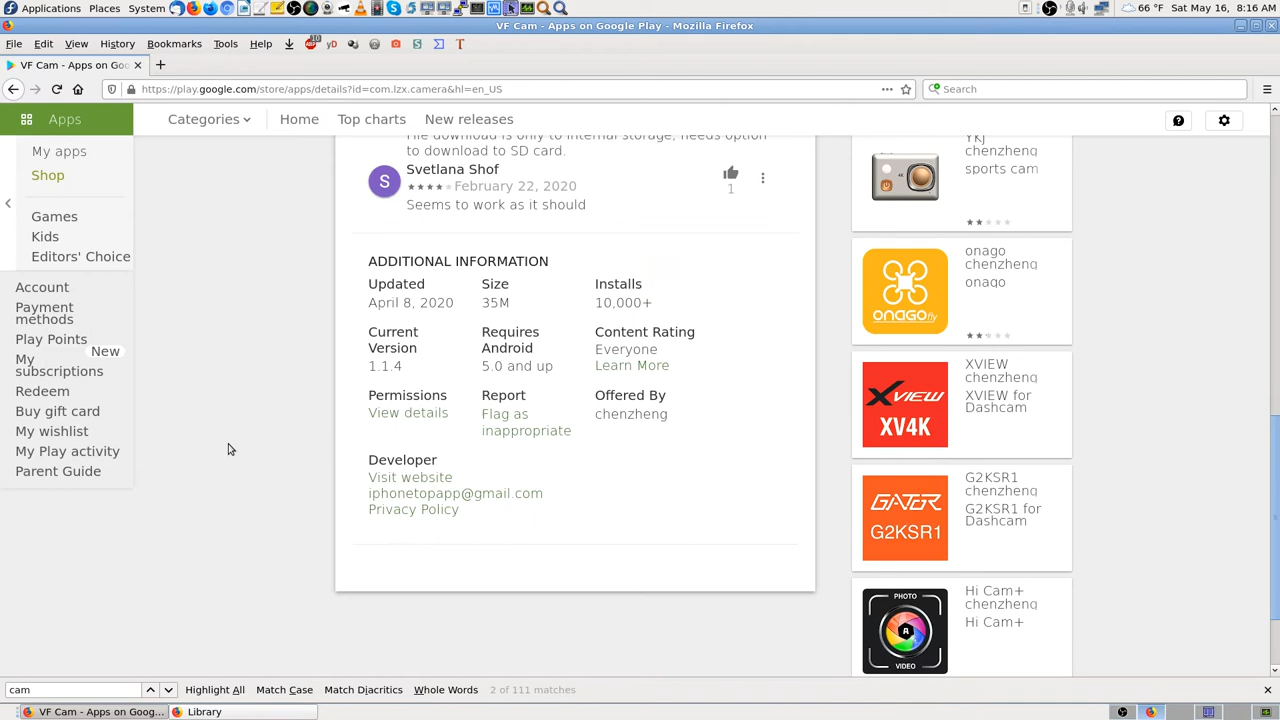 Applications Places System 66 °F Sat May 16, 8:16 AM
VF Cam - Apps on Google Play - Mozilla Firefox
File Edit View History Bookmarks Tools Help
VF Cam - Apps on Goo
https://play.google.com/store/apps/details?id=com.lzx.camera&hl=en_US
Search
Apps
Categories Home Top charts New releases
My apps
Shop
Games
Kids
Editors' Choice
Account
Payment
methods
Play Points
New
My
subscriptions
Redeem
Buy gift card
My wishlist
My Play activity
Parent Guide
The download is only to internal storage, needs option
to download to SD card.
S
Svetlana Shof
February 22, 2020
1
Seems to work as it should
ADDITIONAL INFORMATION
Updated
April 8, 2020
Size
35M
Installs
10,000+
Current
Version
1.1.4
Requires
Android
5.0 and up
Content Rating
Everyone
Learn More
Permissions
View details
Report
Flag as
inappropriate
Offered By
chenzheng
Developer
Visit website
iphonetopapp@gmail.com
Privacy Policy
YKJ
chenzheng
sports cam
onago
chenzheng
onago
ONAGOfly
XVIEW
chenzheng
XVIEW for
Dashcam
XVIEW
XV4K
G2KSR1
chenzheng
G2KSR1 for
Dashcam
GATOR
G2KSR1
Hi Cam+
chenzheng
Hi Cam+
PHOTO
A
VIDEO
cam
Highlight All Match Case Match Diacritics Whole Words 2 of 111 matches
VF Cam - Apps on Goog...
Library